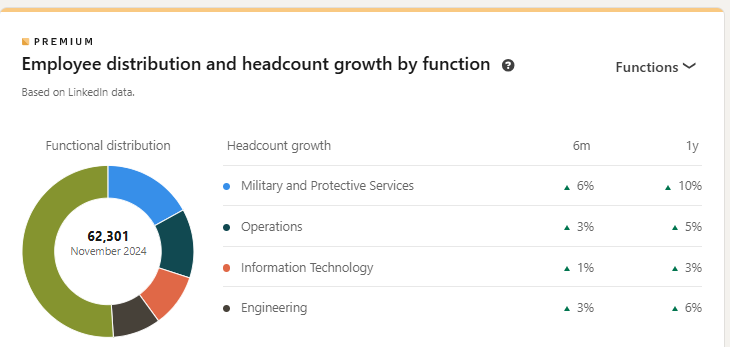 PREMIUM
Employee distribution and headcount growth by function ?
Functions
Based on LinkedIn data.
Functional distribution
Headcount growth 6m 1y
62,301
November 2024
Military and Protective Services ▲ 6% ▲ 10%
Operations ▲ 3% ▲ 5%
Information Technology ▲ 1% ▲ 3%
Engineering ▲ 3% ▲ 6%